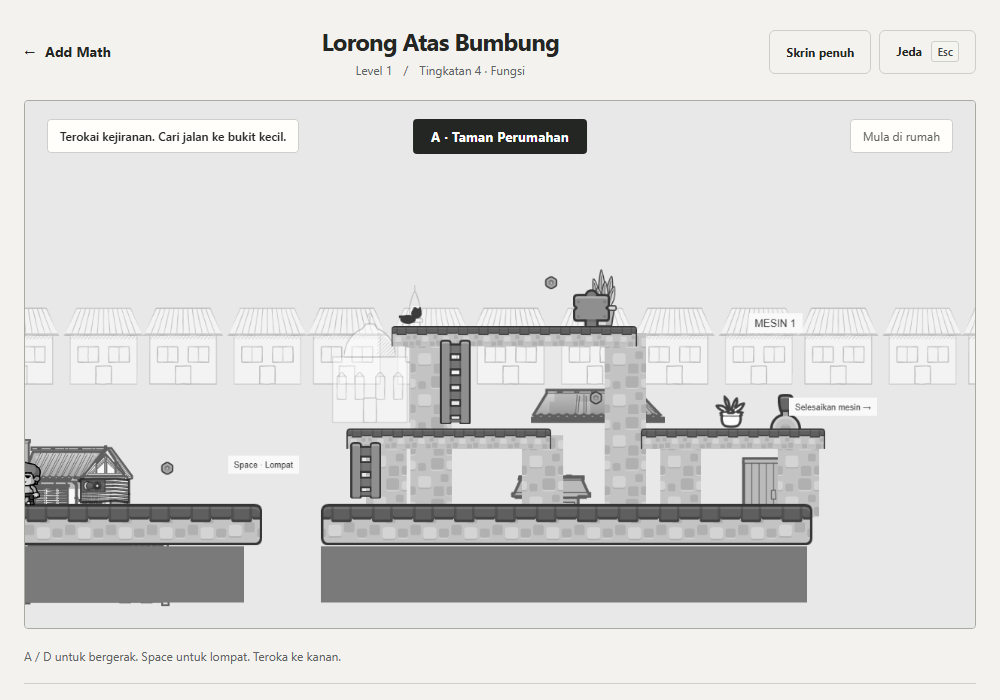 ← Add Math
Lorong Atas Bumbung
Level 1 / Tingkatan 4 · Fungsi
Skrin penuh
Jeda Esc
Terokai kejiranan. Cari jalan ke bukit kecil.
A · Taman Perumahan
Mula di rumah
MESIN 1
Selesaikan mesin →
Space · Lompat
A / D untuk bergerak. Space untuk lompat. Teroka ke kanan.